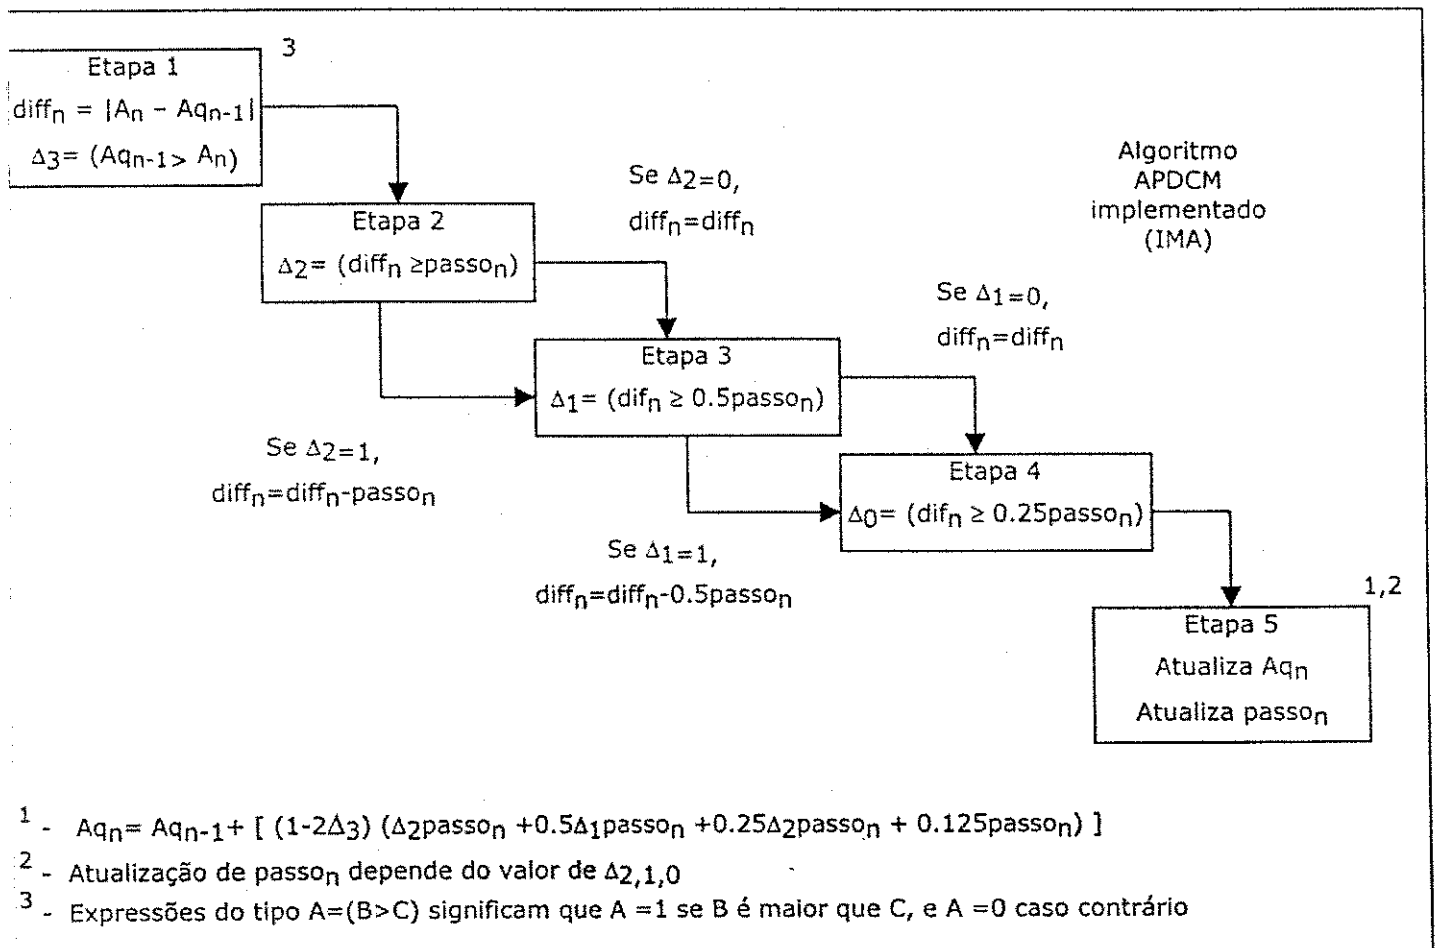 Etapa 1
diffn = |An – Aqn-1|
Δ3= (Aqn-1> An)
3
Etapa 2
Δ2= (diffn ≥passon)
Se Δ2=0,
diffn=diffn
Algoritmo
APDCM
implementado
(IMA)
Se Δ2=1,
diffn=diffn-passon
Etapa 3
Δ1= (difn ≥ 0.5passon)
Se Δ1=0,
diffn=diffn
Se Δ1=1,
diffn=diffn-0.5passon
Etapa 4
Δ0= (difn ≥ 0.25passon)
1,2
Etapa 5
Atualiza Aqn
Atualiza passon
1 - Aqn= Aqn-1+ [ (1-2Δ3) (Δ2passon +0.5Δ1passon +0.25Δ2passon + 0.125passon) ]
2 - Atualização de passon depende do valor de Δ2,1,0
3 - Expressões do tipo A=(B>C) significam que A =1 se B é maior que C, e A =0 caso contrário